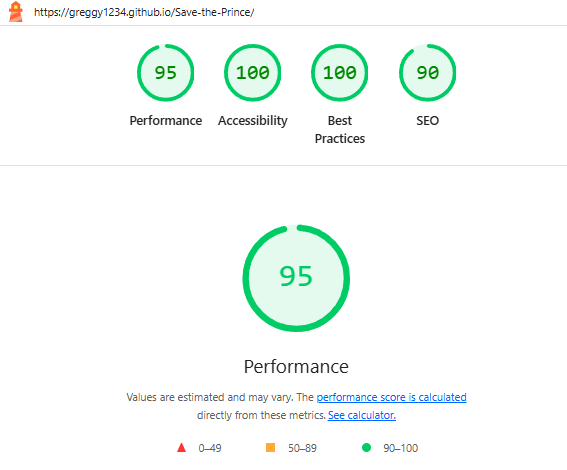 https://greggy1234.github.io/Save-the-Prince/
95 100 100 90
Performance Accessibility Best Practices SEO
95
Performance
Values are estimated and may vary. The performance score is calculated
directly from these metrics. See calculator.
0–49 50–89 90–100